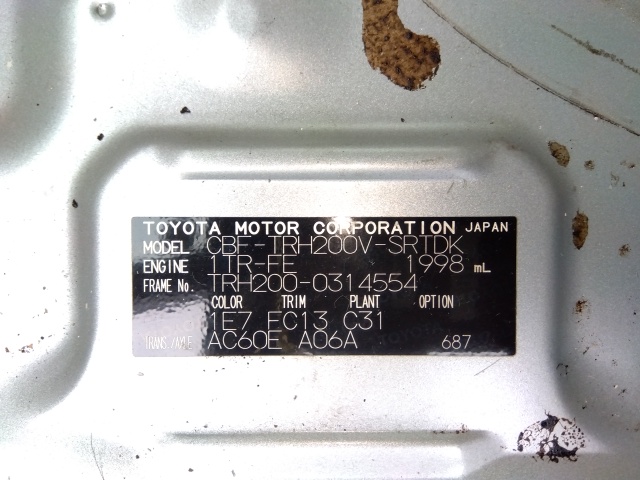 TOYOTA MOTOR CORPORATION JAPAN
MODEL CBF-TRH200V-SRTDK
ENGINE 1TR-FE 1998 mL
FRAME No. TRH200-0314554
COLOR TRIM PLANT OPTION
1E7 FC13 C31
TRANS/AXLE AC60E A06A 687